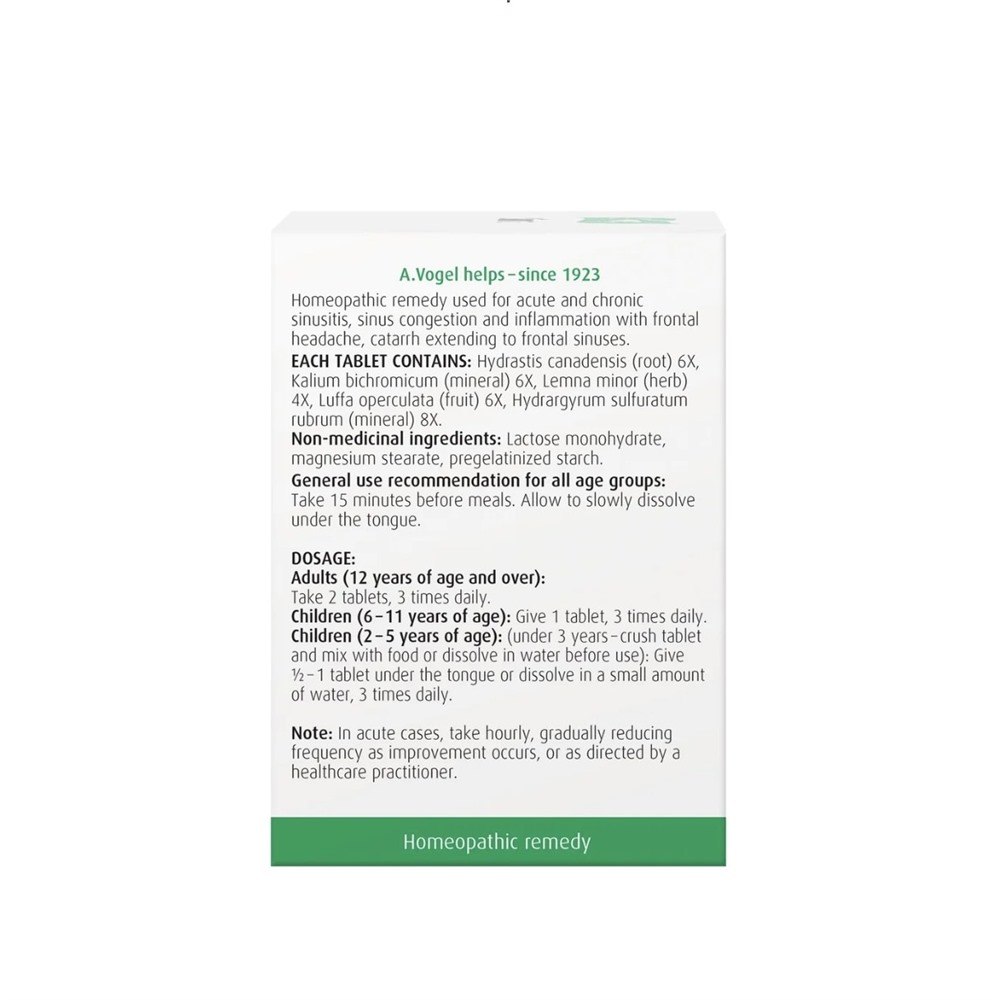 A.Vogel helps–since 1923
Homeopathic remedy used for acute and chronic
sinusitis, sinus congestion and inflammation with frontal
headache, catarrh extending to frontal sinuses.
EACH TABLET CONTAINS: Hydrastis canadensis (root) 6X,
Kalium bichromicum (mineral) 6X, Lemna minor (herb)
4X, Luffa operculata (fruit) 6X, Hydrargyrum sulfuratum
rubrum (mineral) 8X.
Non-medicinal ingredients: Lactose monohydrate,
magnesium stearate, pregelatinized starch.
General use recommendation for all age groups:
Take 15 minutes before meals. Allow to slowly dissolve
under the tongue.
DOSAGE:
Adults (12 years of age and over):
Take 2 tablets, 3 times daily.
Children (6–11 years of age): Give 1 tablet, 3 times daily.
Children (2–5 years of age): (under 3 years–crush tablet
and mix with food or dissolve in water before use): Give
½–1 tablet under the tongue or dissolve in a small amount
of water, 3 times daily.
Note: In acute cases, take hourly, gradually reducing
frequency as improvement occurs, or as directed by a
healthcare practitioner.
Homeopathic remedy